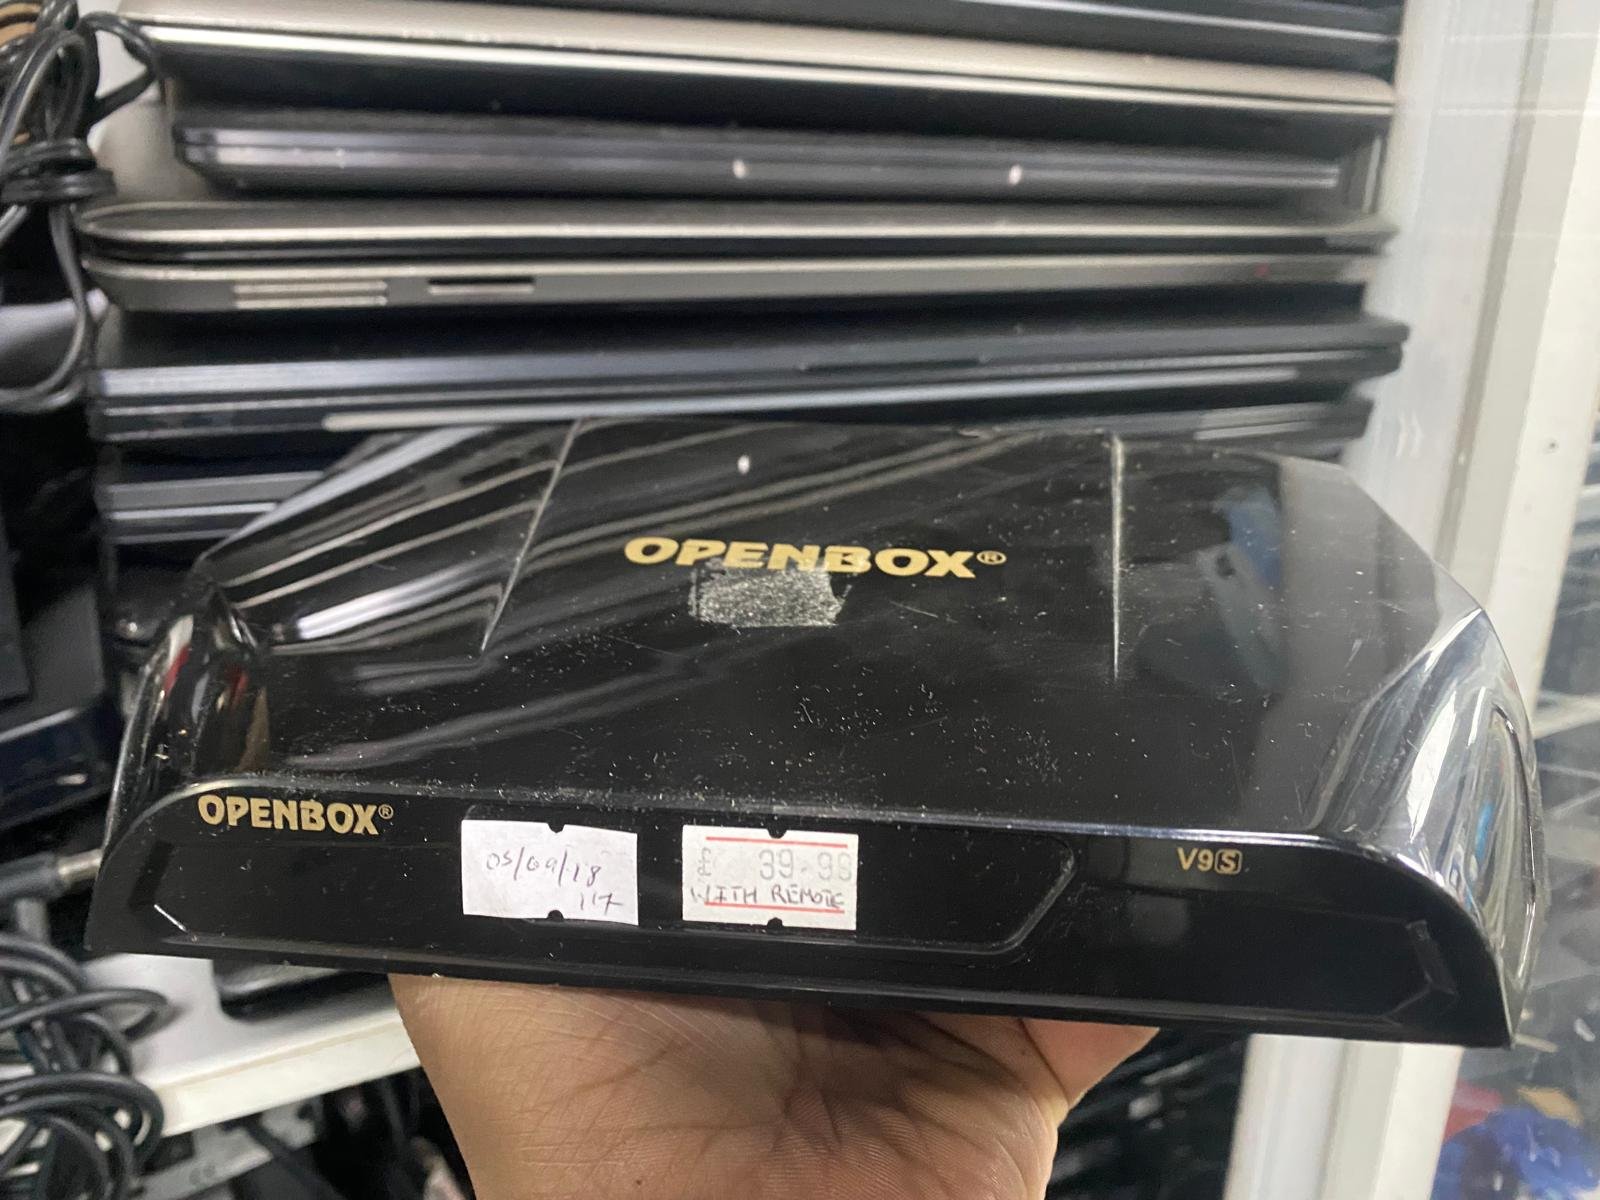 OPENBOX®
OPENBOX®
05/09/18
117
£ 39.99
WITH REMOTE
V9S